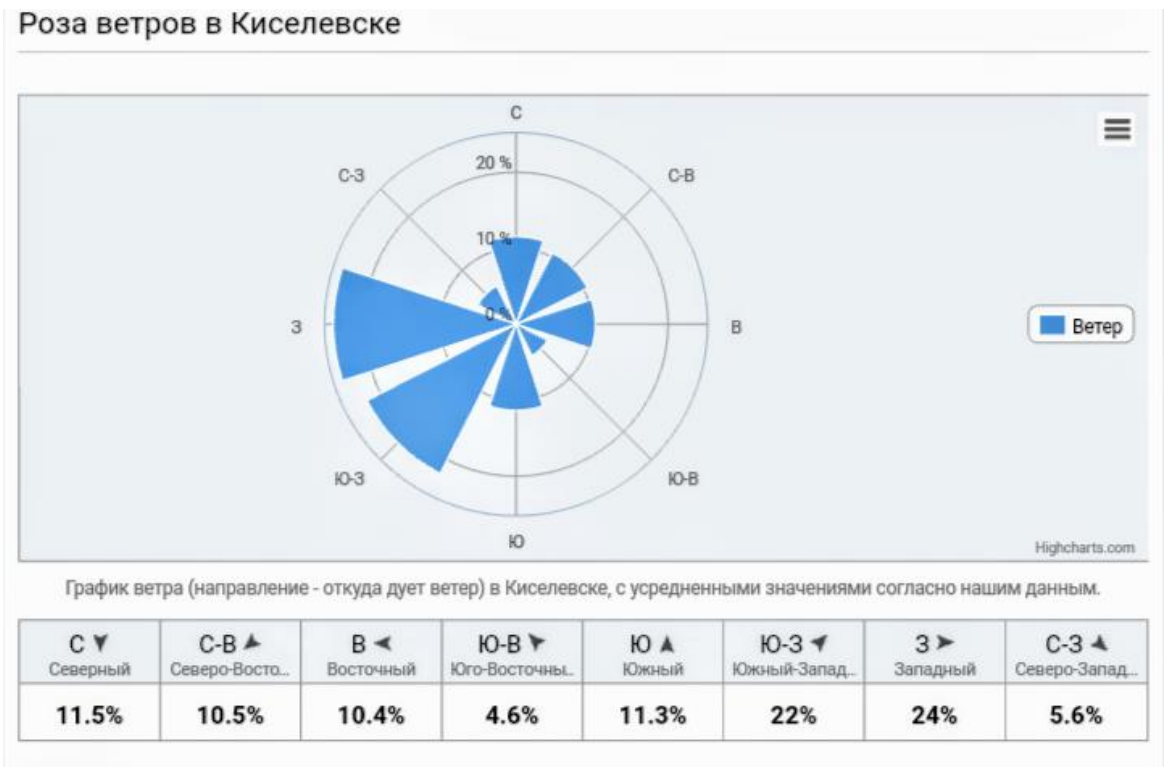 Роза ветров в Киселевске
С
20 %
С-З
С-В
10 %
0 %
З
В
Ветер
Ю-З
Ю-В
Ю
Highcharts.com
График ветра (направление - откуда дует ветер) в Киселевске, с усредненными значениями согласно нашим данным.
С С-В В Ю-В Ю Ю-З З С-З
Северный Северо-Восто... Восточный Юго-Восточны... Южный Южный-Запад... Западный Северо-Запад...
11.5% 10.5% 10.4% 4.6% 11.3% 22% 24% 5.6%